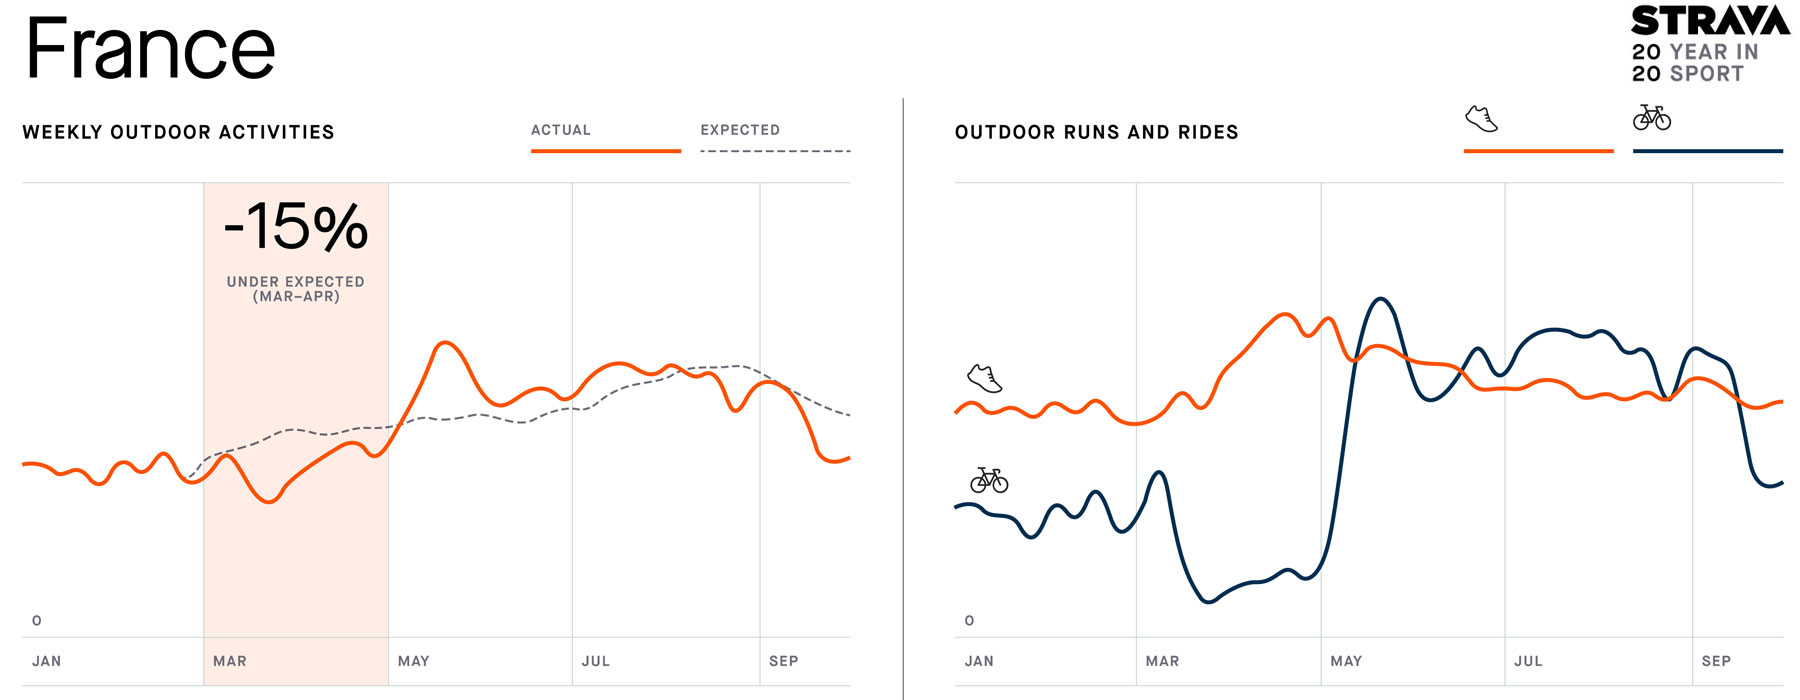 France
STRAVA
20 YEAR IN
20 SPORT
WEEKLY OUTDOOR ACTIVITIES
ACTUAL
EXPECTED
-15%
UNDER EXPECTED
(MAR–APR)
0
JAN
MAR
MAY
JUL
SEP
OUTDOOR RUNS AND RIDES
0
JAN
MAR
MAY
JUL
SEP